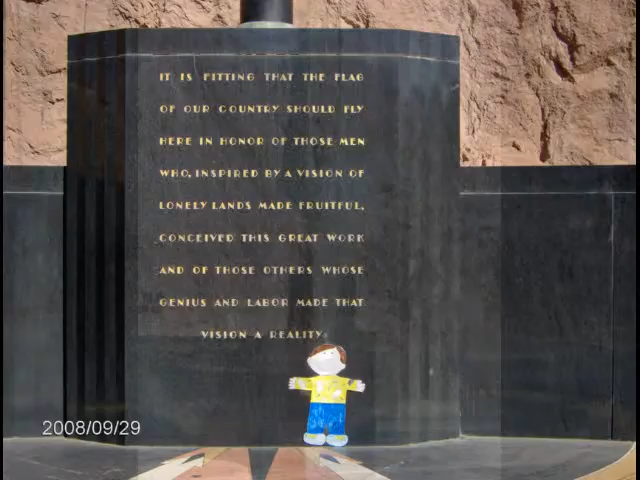 IT IS FITTING THAT THE FLAG
OF OUR COUNTRY SHOULD FLY
HERE IN HONOR OF THOSE MEN
WHO, INSPIRED BY A VISION OF
LONELY LANDS MADE FRUITFUL,
CONCEIVED THIS GREAT WORK
AND OF THOSE OTHERS WHOSE
GENIUS AND LABOR MADE THAT
VISION A REALITY.
2008/09/29